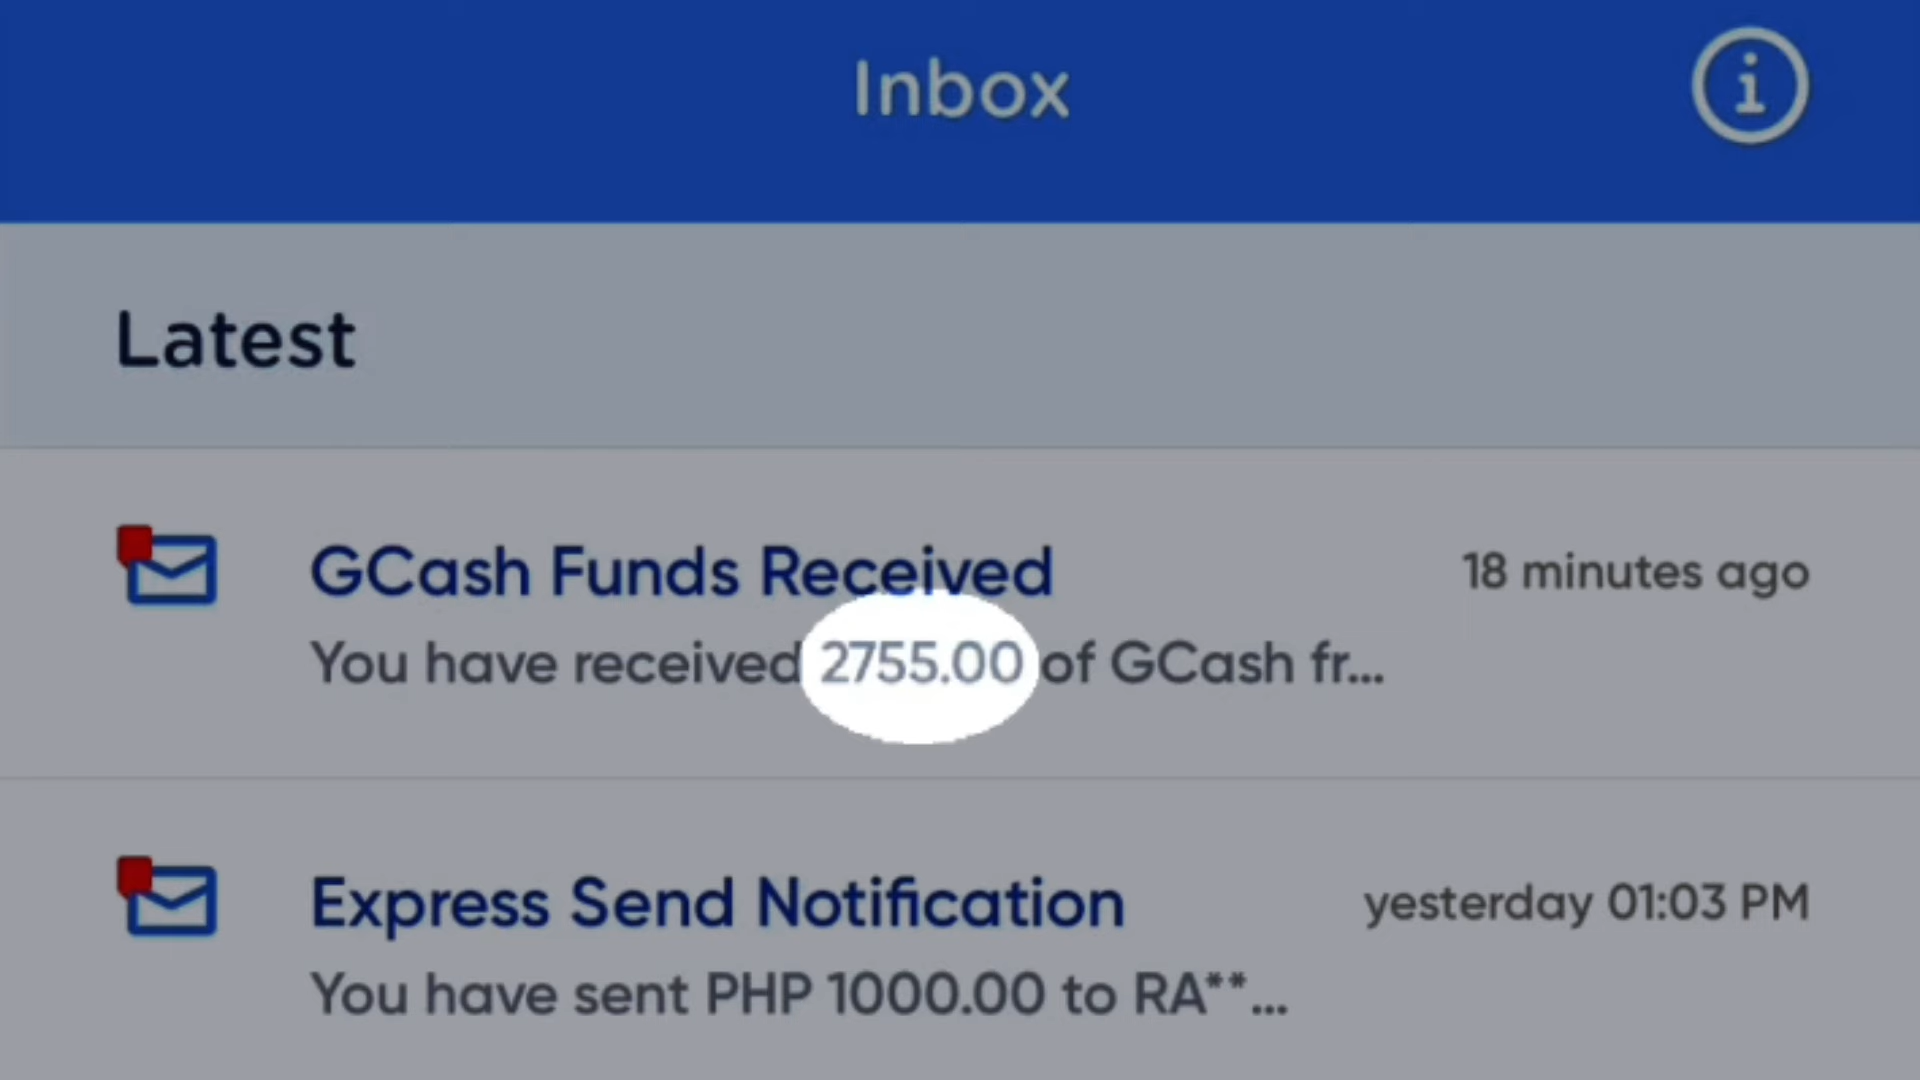 Inbox
Latest
GCash Funds Received
18 minutes ago
You have received 2755.00 of GCash fr...
Express Send Notification
yesterday 01:03 PM
You have sent PHP 1000.00 to RA**...